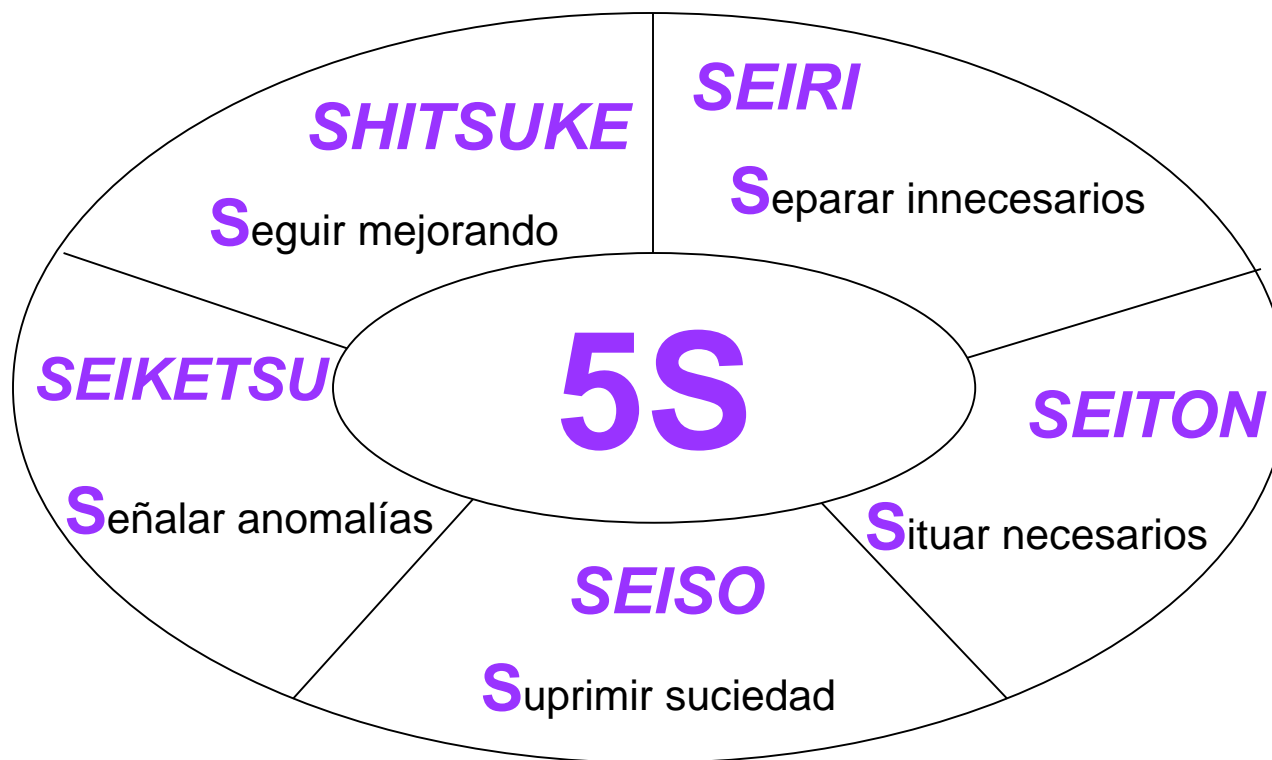 SEIRI
Separar innecesarios
SHITSUKE
Seguir mejorando
5S
SEIKETSU
Señalar anomalías
SEITON
Situar necesarios
SEISO
Suprimir suciedad